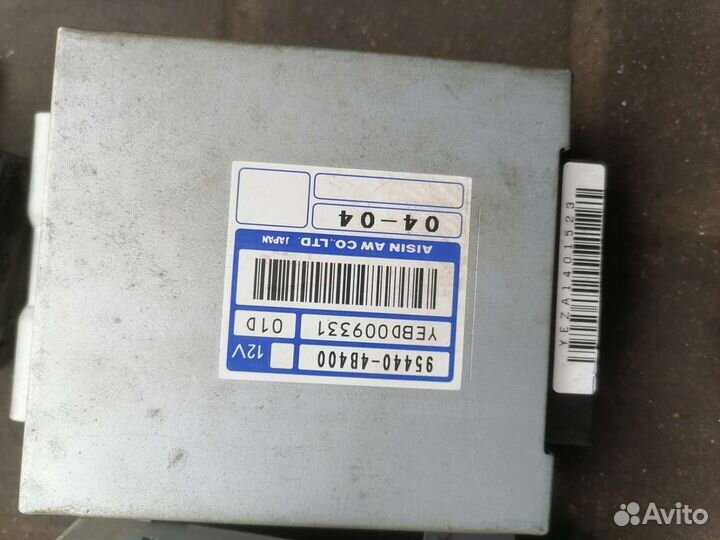 95440-4B400
12V
YEBD009331
01D
AISIN AW CO.,LTD. JAPAN
04-04
YEZA1401523
Avito